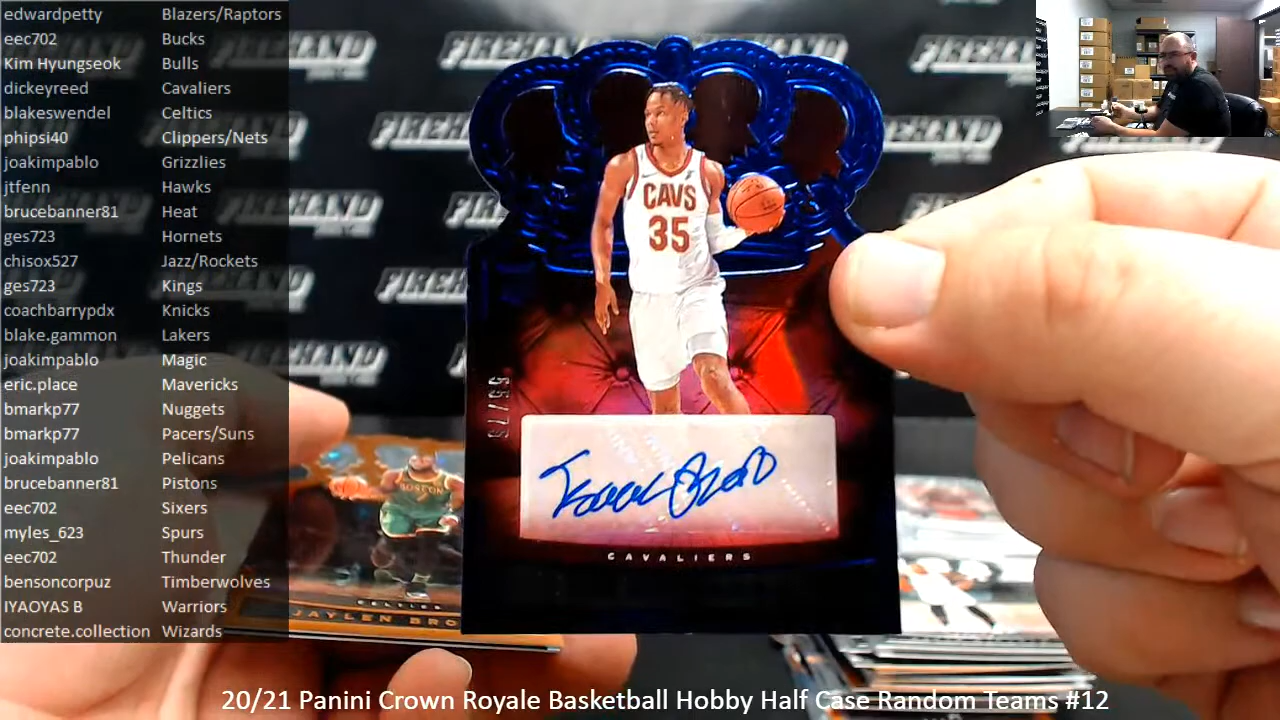 edwardpetty Blazers/Raptors
eec702 Bucks
Kim Hyungseok Bulls
dickeyreed Cavaliers
blakeswendel Celtics
phipsi40 Clippers/Nets
joakimpablo Grizzlies
jtfenn Hawks
brucebanner81 Heat
ges723 Hornets
chisox527 Jazz/Rockets
ges723 Kings
coachbarrypdx Knicks
blake.gammon Lakers
joakimpablo Magic
eric.place Mavericks
bmarkp77 Nuggets
bmarkp77 Pacers/Suns
joakimpablo Pelicans
brucebanner81 Pistons
eec702 Sixers
myles_623 Spurs
eec702 Thunder
bensoncorpuz Timberwolves
IYAOYAS B Warriors
concrete.collection Wizards
FIREHAND
FIREHAND
CAVS
35
CAVALIERS
BOSTON
CELTICS
JAYLEN BRO
20/21 Panini Crown Royale Basketball Hobby Half Case Random Teams #12